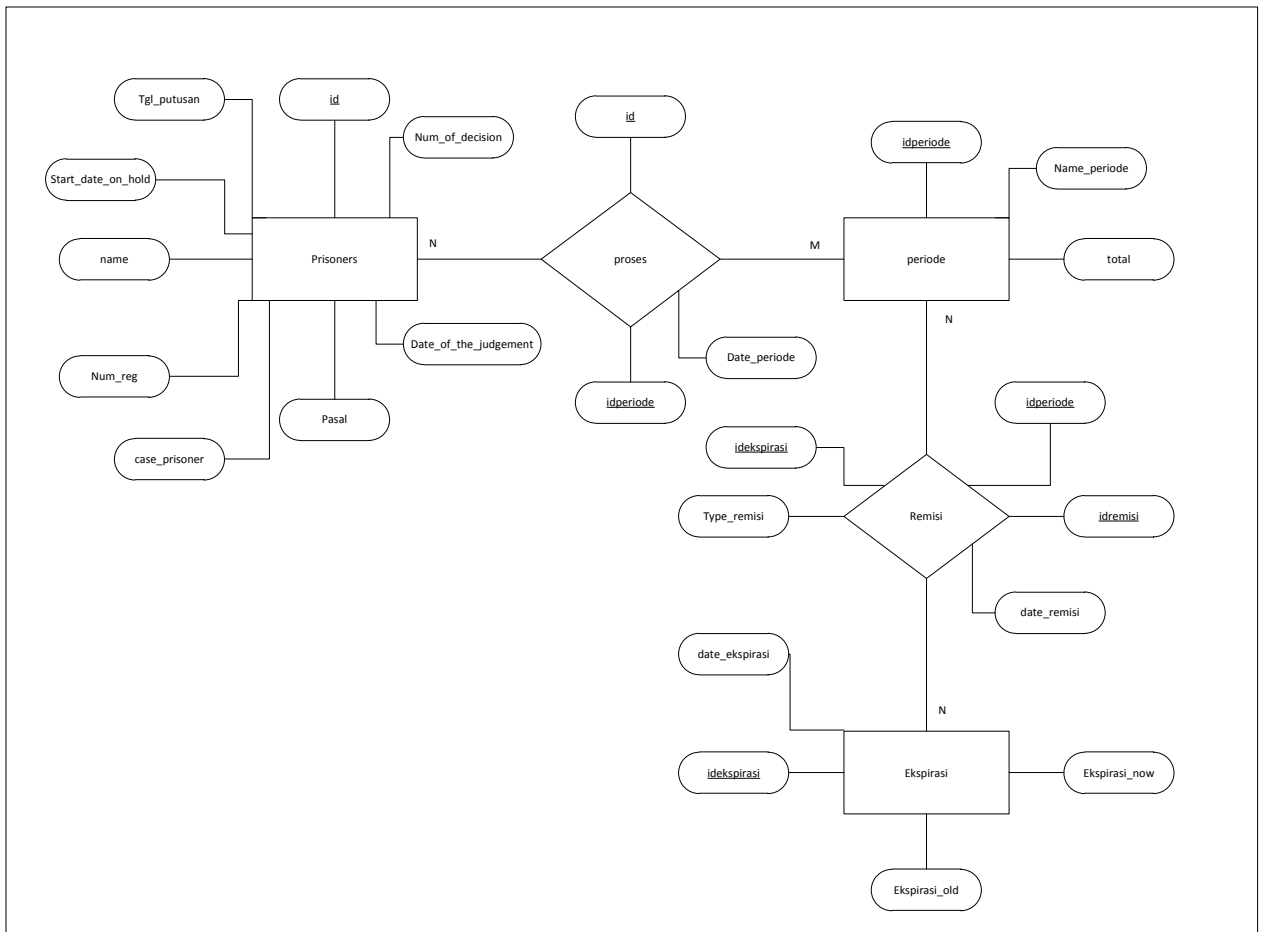 Tgl_putusan
id
Num_of_decision
Start_date_on_hold
name
Prisoners
Num_reg
Pasal
Date_of_the_judgement
case_prisoner
N
id
proses
M
Date_periode
idperiode
idperiode
Name_periode
periode
total
N
idperiode
idekspirasi
Type_remisi
Remisi
idremisi
date_remisi
date_ekspirasi
N
idekspirasi
Ekspirasi
Ekspirasi_now
Ekspirasi_old